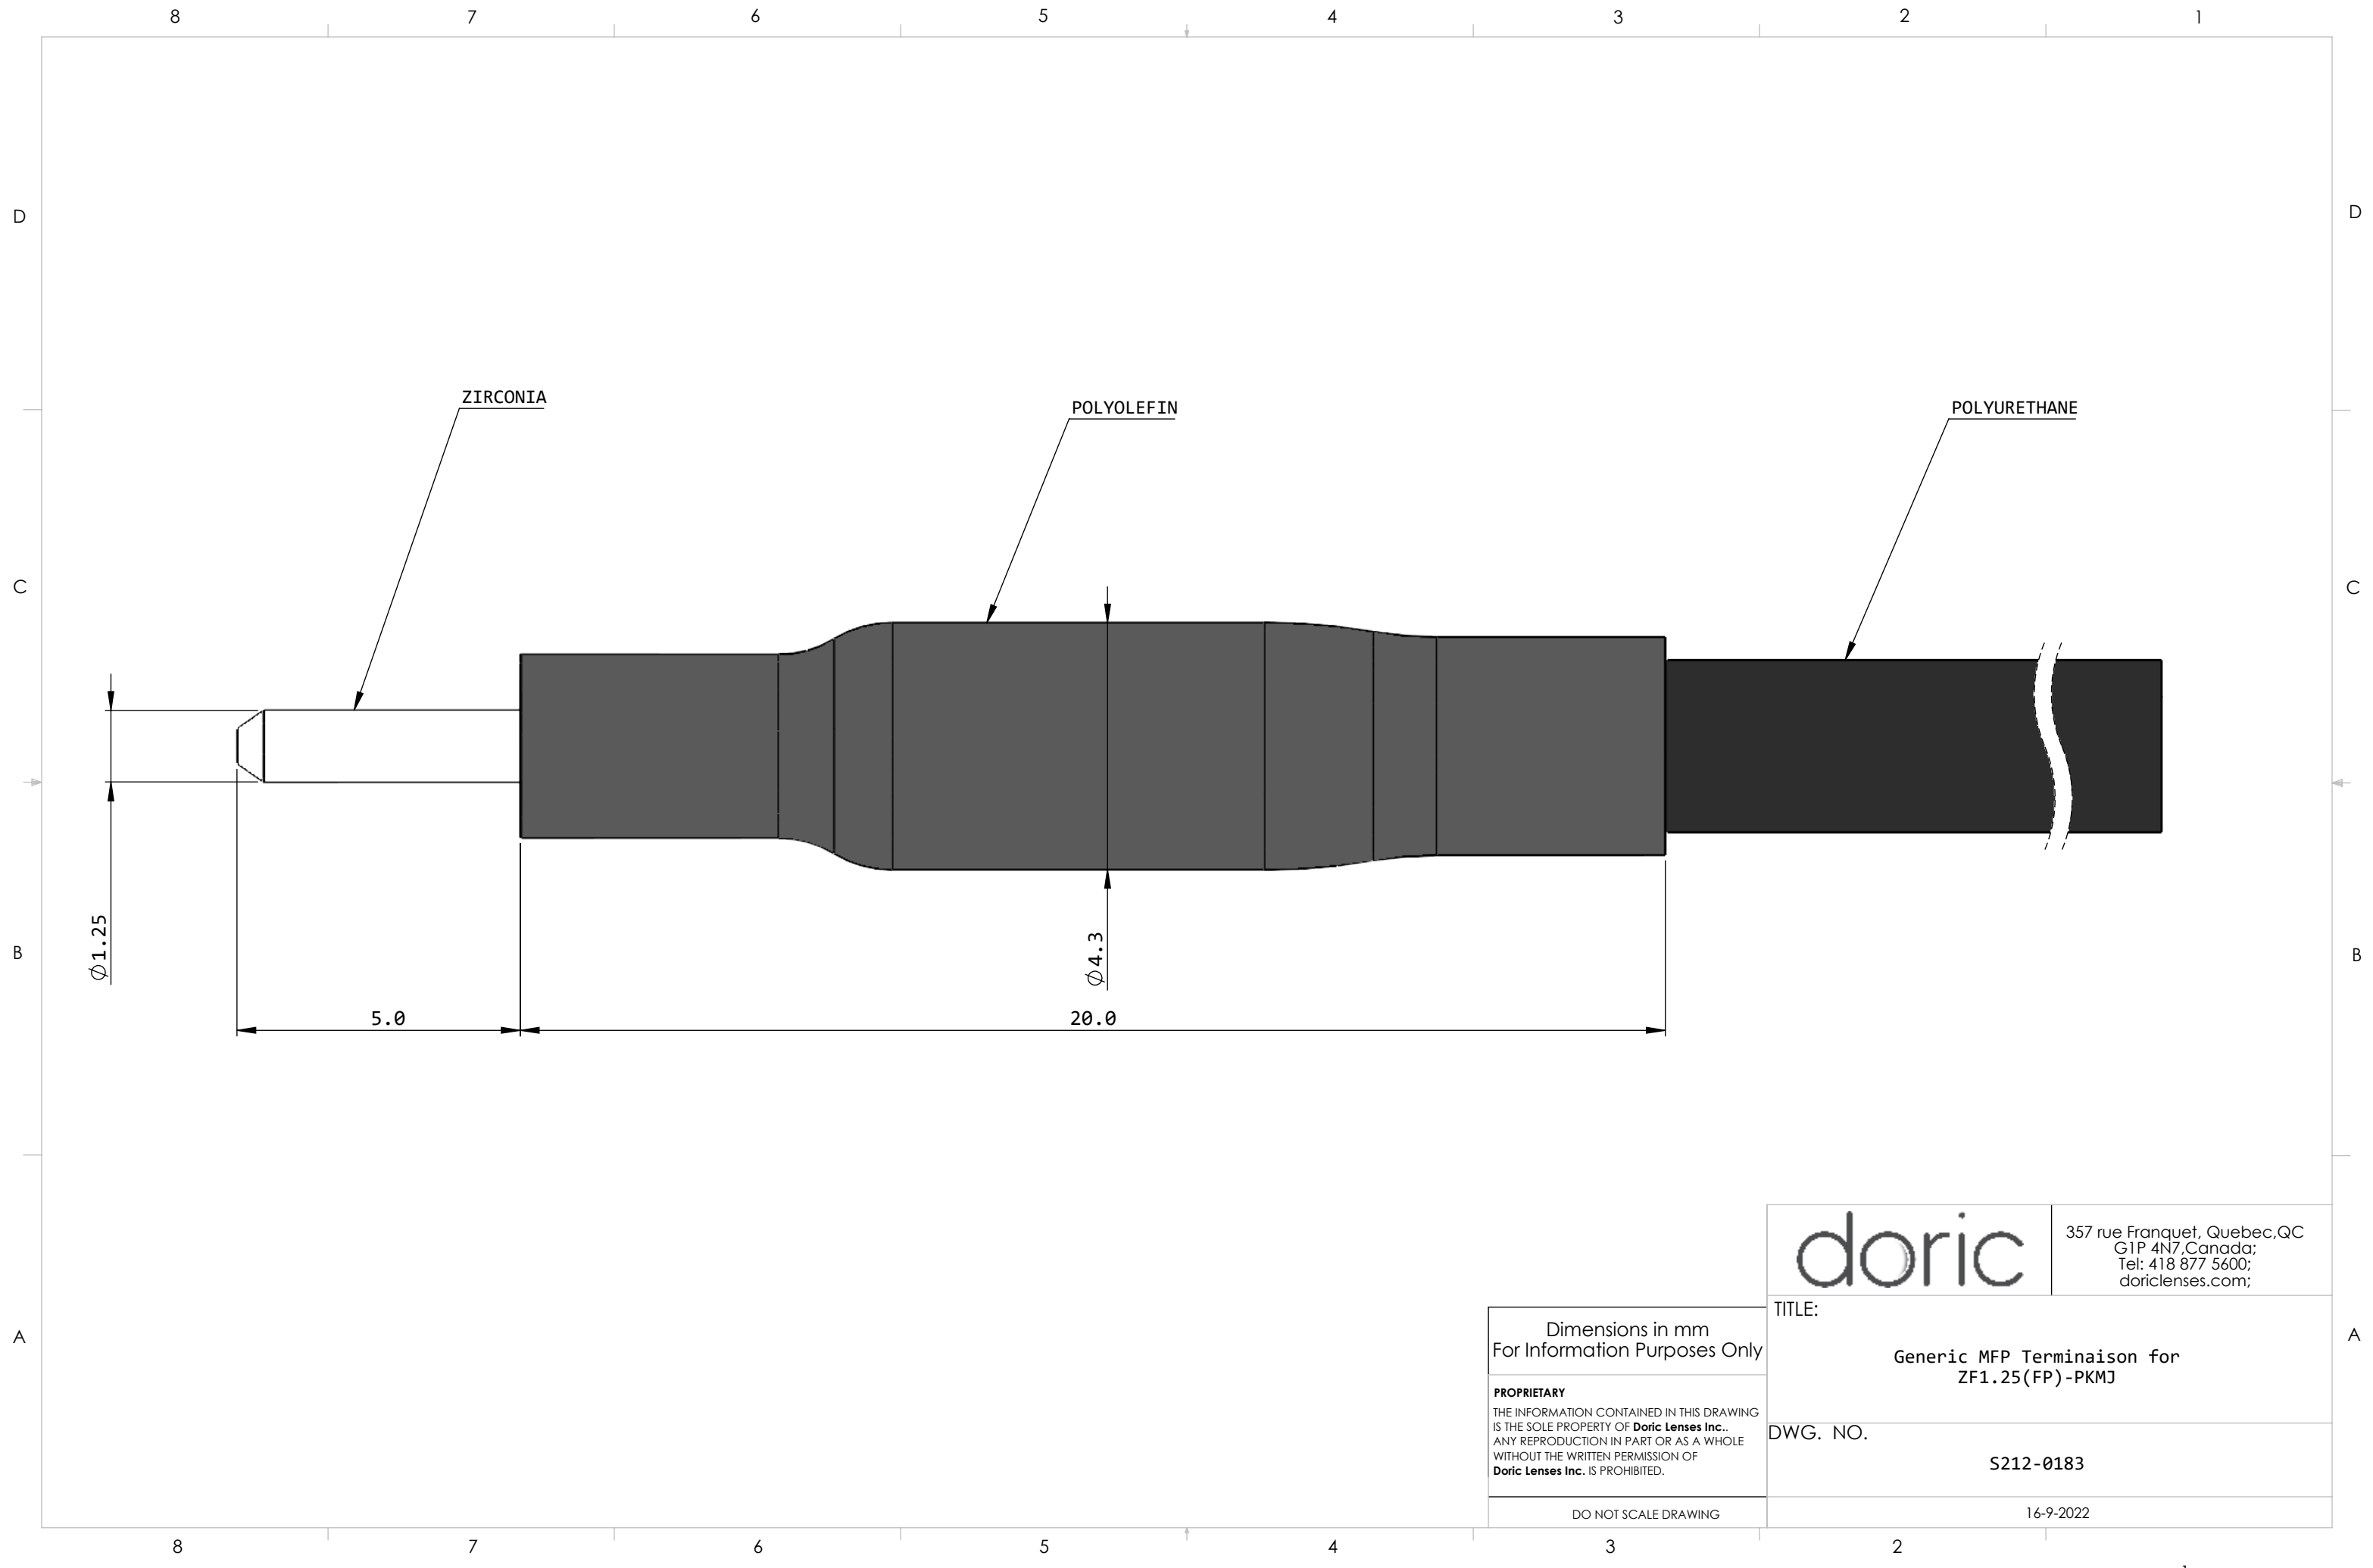 8 7 6 5 4 3 2 1
D D
ZIRCONIA
POLYOLEFIN
POLYURETHANE
C C
B B
∅1.25
∅4.3
5.0
20.0
A A
doric
357 rue Franquet, Quebec,QC
G1P 4N7,Canada;
Tel: 418 877 5600;
doriclenses.com;
Dimensions in mm
For Information Purposes Only
PROPRIETARY
THE INFORMATION CONTAINED IN THIS DRAWING
IS THE SOLE PROPERTY OF Doric Lenses Inc..
ANY REPRODUCTION IN PART OR AS A WHOLE
WITHOUT THE WRITTEN PERMISSION OF
Doric Lenses Inc. IS PROHIBITED.
DO NOT SCALE DRAWING
TITLE:
Generic MFP Terminaison for
ZF1.25(FP)-PKMJ
DWG. NO.
S212-0183
16-9-2022
8 7 6 5 4 3 2